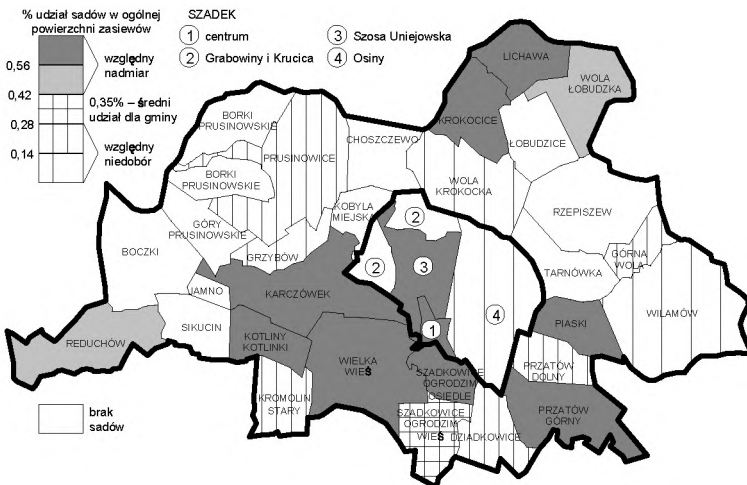 % udział sadów w ogólnej
powierzchni zasiewów
0,56
0,42
0,28
0,14
względny
nadmiar
0,35% – średni
udział dla gminy
względny
niedobór
SZADEK
1 centrum
2 Grabowiny i Krucica
3 Szosa Uniejowska
4 Osiny
LICHAWA
WOLA
ŁOBUDZKA
KROKOCICE
ŁOBUDZICE
BORKI
PRUSINOWSKIE
PRUSINOWICE
CHOSZCZEWO
BORKI
PRUSINOWSKIE
WOLA
KROKOCKA
KOBYLA
MIEJSKA
RZEPISZEW
GÓRY
PRUSINOWSKIE
2
BOCZKI
GRZYBÓW
2
3
GÓRNA
WOLA
TARNÓWKA
JAMNO
KARCZÓWEK
WILAMÓW
SIKUCIN
4
PIASKI
REDUCHÓW
KOTLINY
KOTLINKI
1
WIELKA
WIEŚ
SZADKOWICE
OGRODZIM
OSIEDLE
PRZATÓW
DOLNY
KROMOLIN
STARY
SZADKOWICE
OGRODZIM
WIEŚ
DZIADKOWICE
PRZATÓW
GÓRNY
brak
sadów